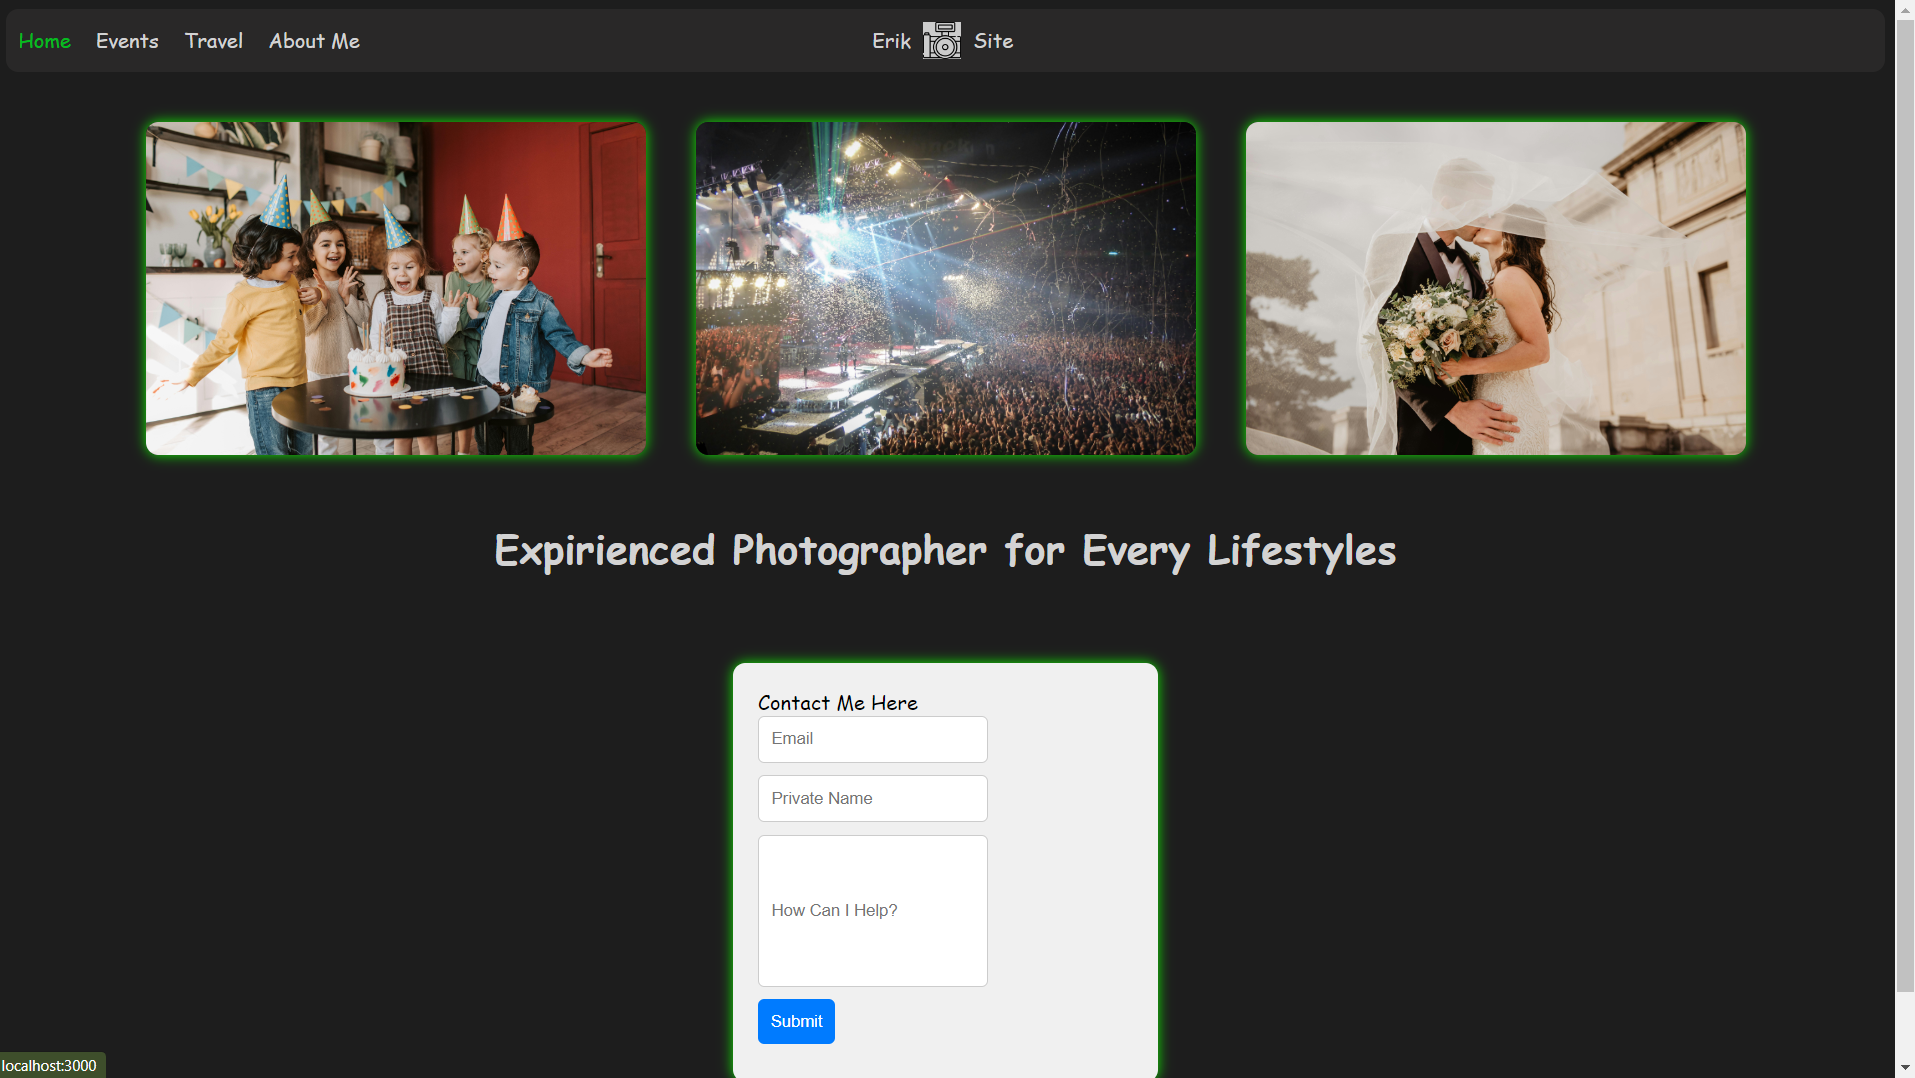 Home Events Travel About Me Erik Site
Expirienced Photographer for Every Lifestyles
Contact Me Here
Email
Private Name
How Can I Help?
Submit
localhost:3000